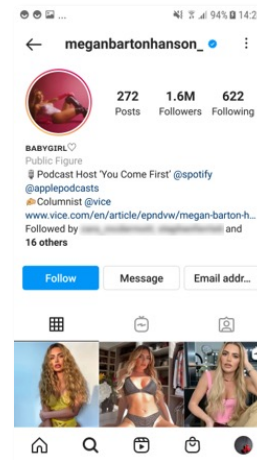 94% 14:2
meganbartonhanson_
272 1.6M 622
Posts Followers Following
BABYGIRL♡
Public Figure
🎙Podcast Host 'You Come First' @spotify
@applepodcasts
Columnist @vice
www.vice.com/en/article/epndvw/megan-barton-h...
Followed by and
16 others
Follow Message Email addr...